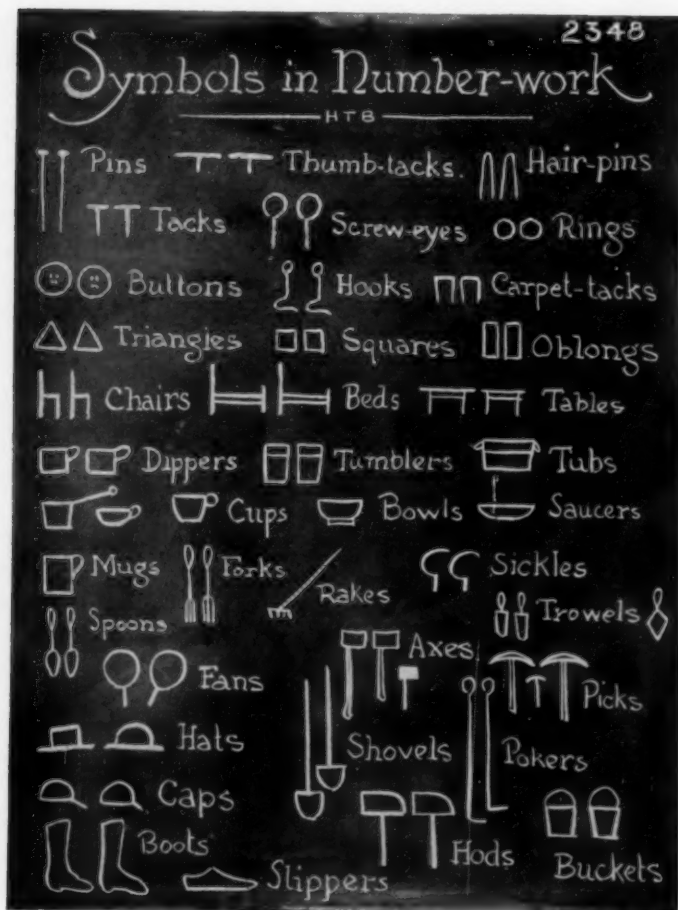 2348
Symbols in Number-work
HTB
Pins Thumb-tacks. Hair-pins
Tacks Screw-eyes Rings
Buttons Hooks Carpet-tacks
Triangles Squares Oblongs
Chairs Beds Tables
Dippers Tumblers Tubs
Cups Bowls Saucers
Mugs Forks Rakes Sickles
Spoons Trowels
Fans Axes Picks
Hats Shovels Pokers
Caps
Boots Hods Buckets
Slippers